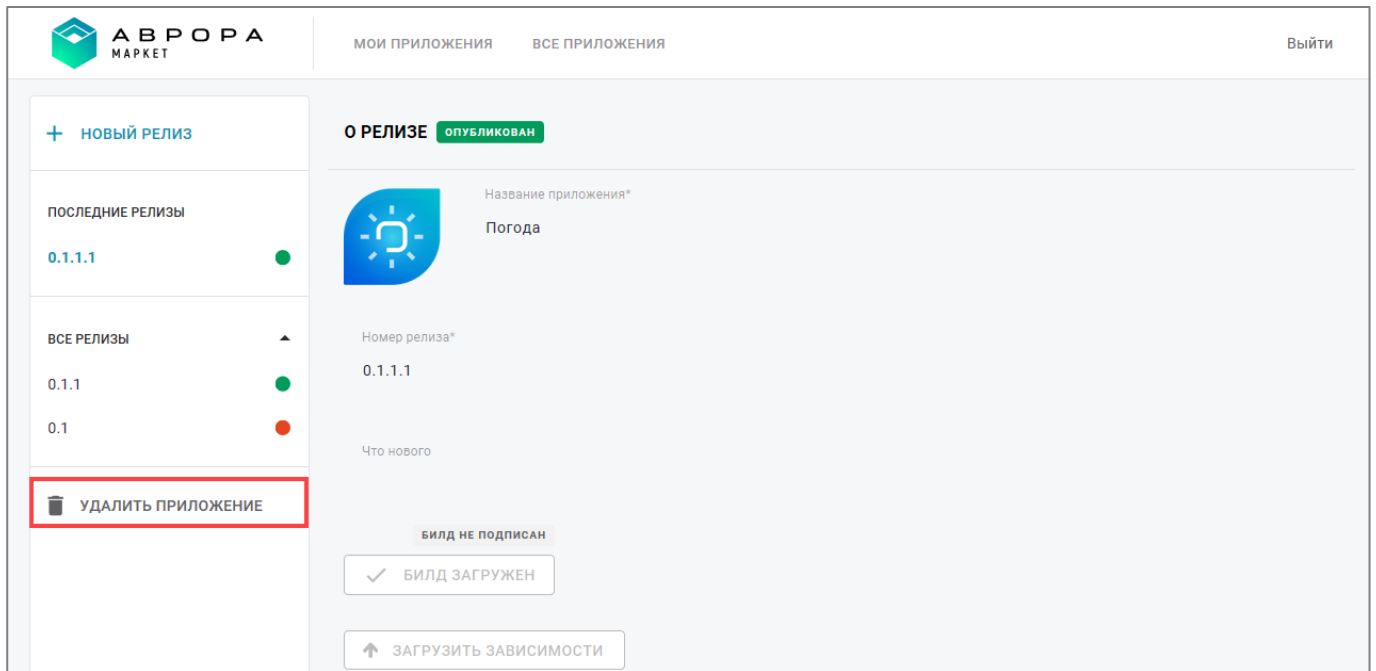 АВРОРА
МАРКЕТ
МОИ ПРИЛОЖЕНИЯ
ВСЕ ПРИЛОЖЕНИЯ
Выйти
НОВЫЙ РЕЛИЗ
ПОСЛЕДНИЕ РЕЛИЗЫ
0.1.1.1
ВСЕ РЕЛИЗЫ
0.1.1
0.1
УДАЛИТЬ ПРИЛОЖЕНИЕ
О РЕЛИЗЕ ОПУБЛИКОВАН
Название приложения*
Погода
Номер релиза*
0.1.1.1
Что нового
БИЛД НЕ ПОДПИСАН
БИЛД ЗАГРУЖЕН
ЗАГРУЗИТЬ ЗАВИСИМОСТИ